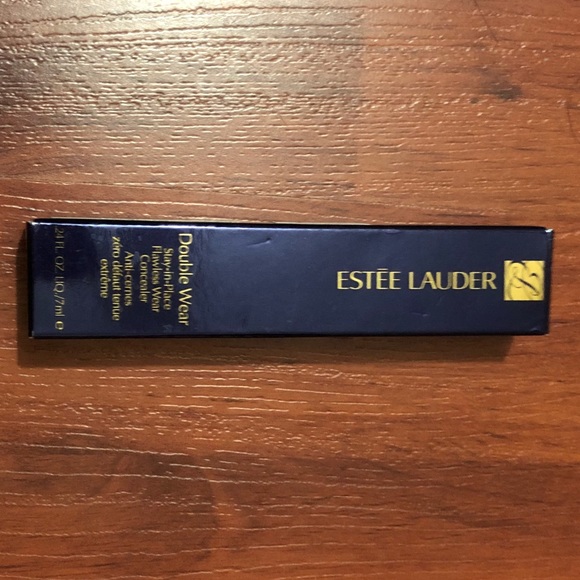 ESTĒE LAUDER
Double Wear
Stay-in-Place
Flawless Wear
Concealer
Anti-cernes
zéro défaut tenue
extrême
.24 FL.OZ. LIQ./7ml e